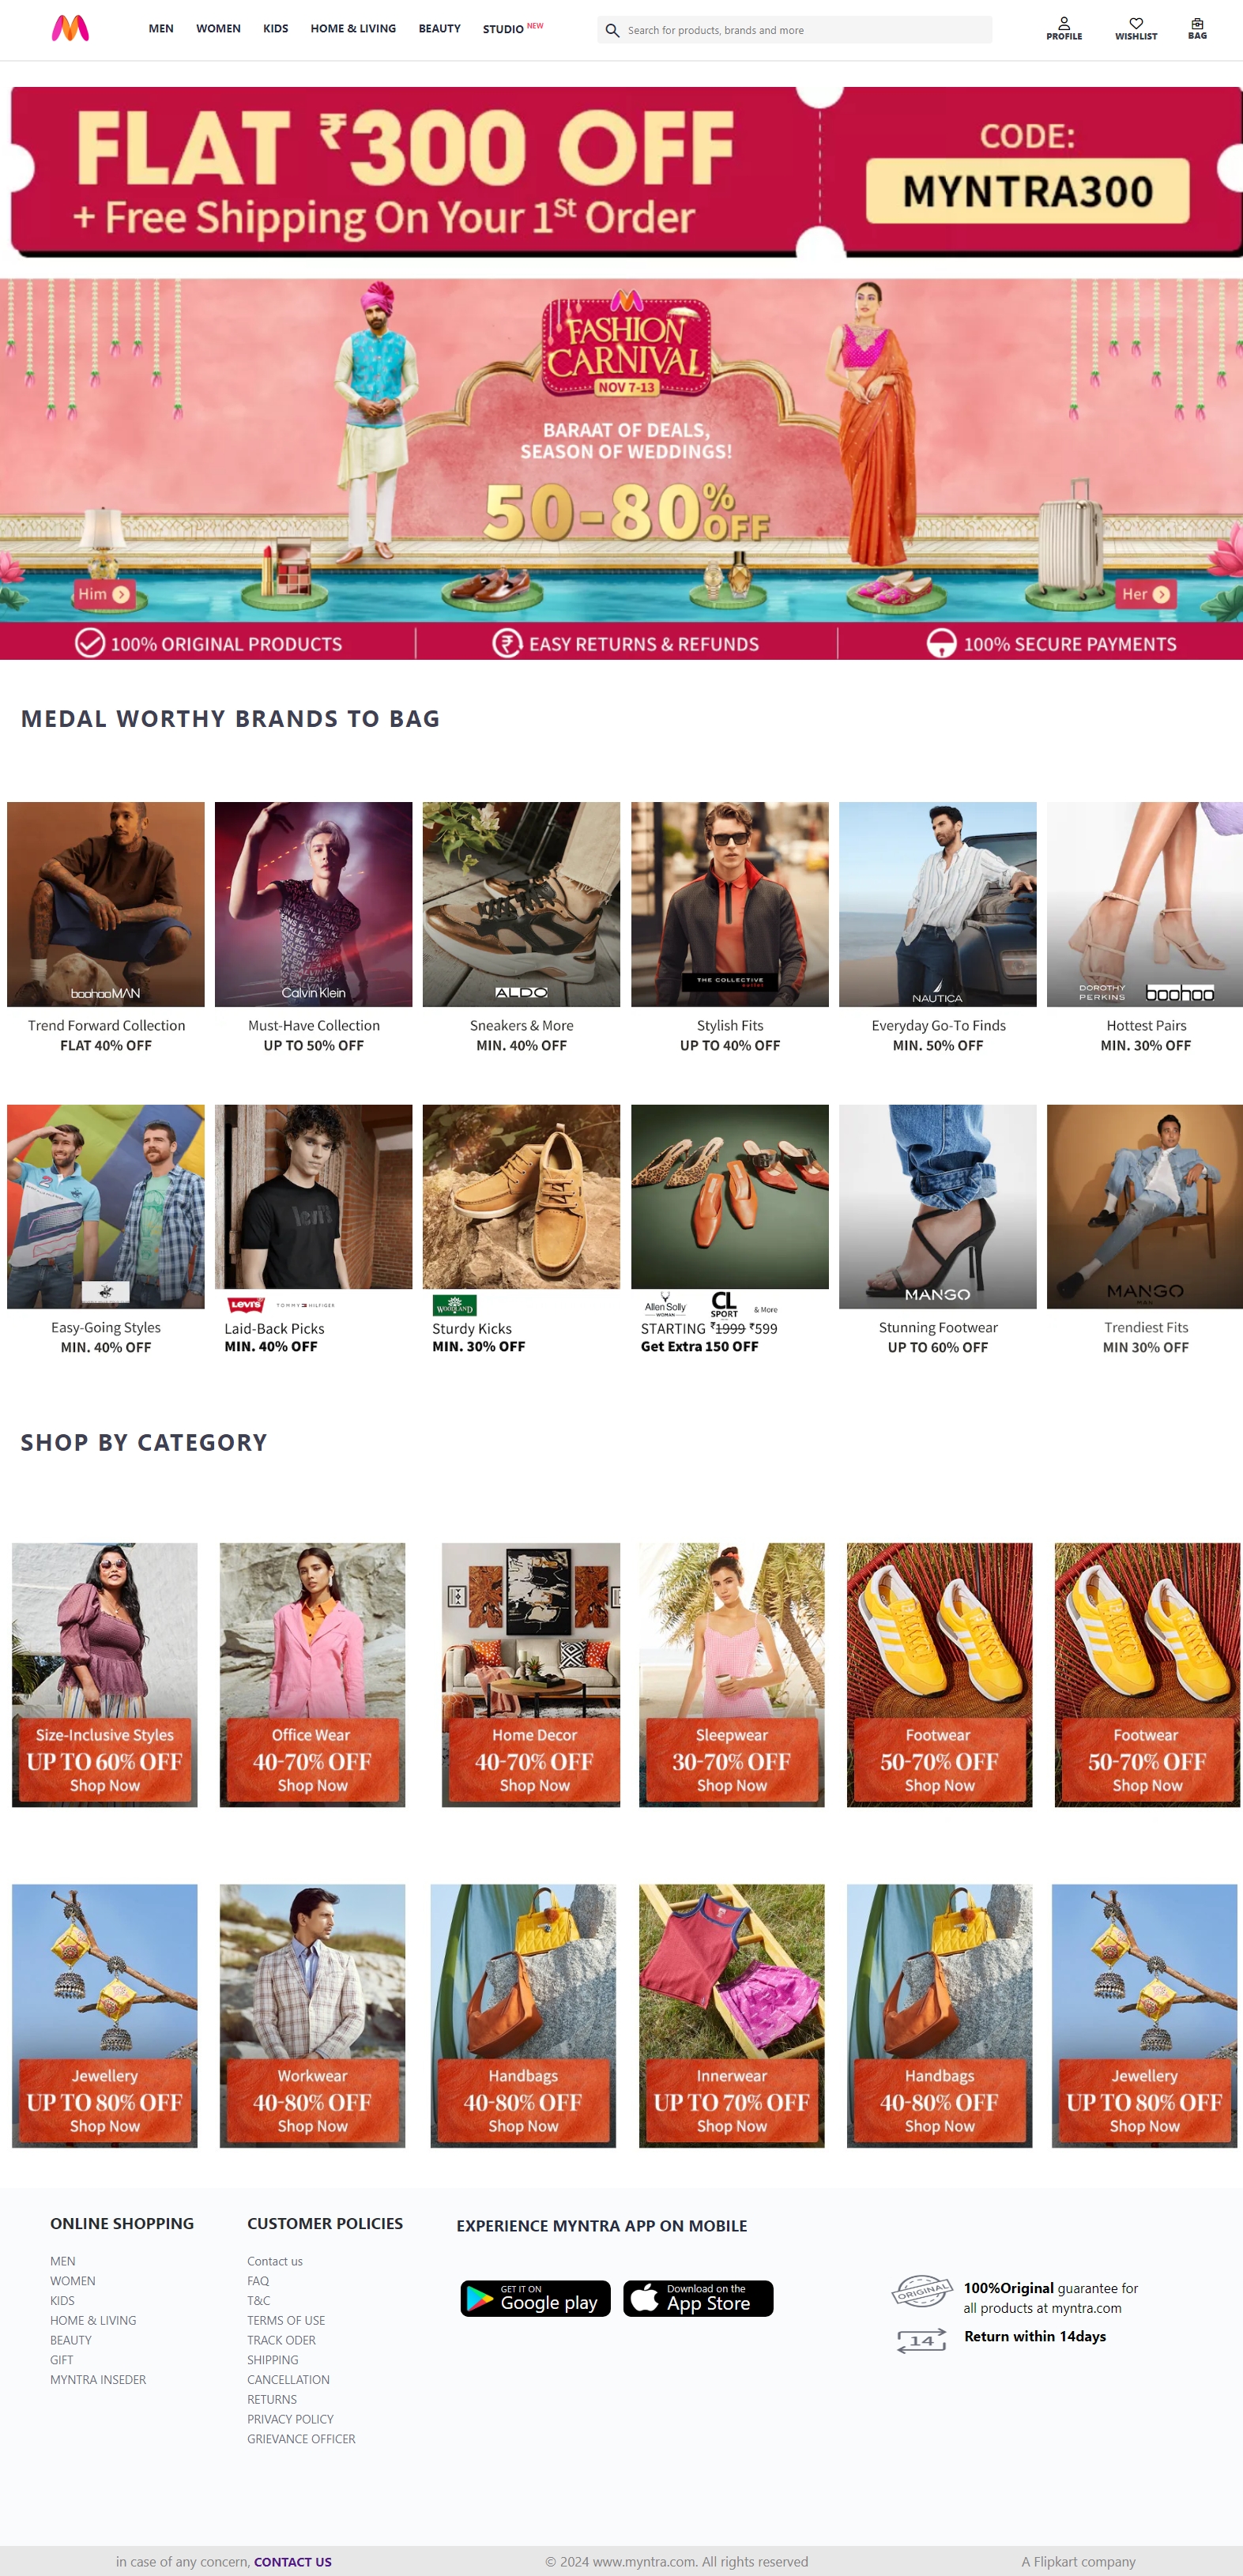 MEN WOMEN KIDS HOME & LIVING BEAUTY STUDIO NEW
Search for products, brands and more
PROFILE WISHLIST BAG
FLAT ₹300 OFF
+ Free Shipping On Your 1St Order
CODE:
MYNTRA300
FASHION
CARNIVAL
NOV 7-13
BARAAT OF DEALS,
SEASON OF WEDDINGS!
50-80% OFF
Him
Her
100% ORIGINAL PRODUCTS
EASY RETURNS & REFUNDS
100% SECURE PAYMENTS
MEDAL WORTHY BRANDS TO BAG
boohooMAN
Trend Forward Collection
FLAT 40% OFF
Calvin Klein
Must-Have Collection
UP TO 50% OFF
ALDO
Sneakers & More
MIN. 40% OFF
THE COLLECTIVE
outlet
Stylish Fits
UP TO 40% OFF
NAUTICA
Everyday Go-To Finds
MIN. 50% OFF
DOROTHY
PERKINS
boohoo
Hottest Pairs
MIN. 30% OFF
Easy-Going Styles
MIN. 40% OFF
Levi's TOMMY HILFIGER
Laid-Back Picks
MIN. 40% OFF
WOODLAND
Sturdy Kicks
MIN. 30% OFF
Allen Solly
WOMAN
CL
SPORT
& More
STARTING ₹1999 ₹599
Get Extra 150 OFF
MANGO
Stunning Footwear
UP TO 60% OFF
MANGO
MAN
Trendiest Fits
MIN 30% OFF
SHOP BY CATEGORY
Size-Inclusive Styles
UP TO 60% OFF
Shop Now
Office Wear
40-70% OFF
Shop Now
Home Decor
40-70% OFF
Shop Now
Sleepwear
30-70% OFF
Shop Now
Footwear
50-70% OFF
Shop Now
Footwear
50-70% OFF
Shop Now
Jewellery
UP TO 80% OFF
Shop Now
Workwear
40-80% OFF
Shop Now
Handbags
40-80% OFF
Shop Now
Innerwear
UP TO 70% OFF
Shop Now
Handbags
40-80% OFF
Shop Now
Jewellery
UP TO 80% OFF
Shop Now
ONLINE SHOPPING
MEN
WOMEN
KIDS
HOME & LIVING
BEAUTY
GIFT
MYNTRA INSEDER
CUSTOMER POLICIES
Contact us
FAQ
T&C
TERMS OF USE
TRACK ODER
SHIPPING
CANCELLATION
RETURNS
PRIVACY POLICY
GRIEVANCE OFFICER
EXPERIENCE MYNTRA APP ON MOBILE
GET IT ON
Google play
Download on the
App Store
ORIGINAL
100%Original guarantee for
all products at myntra.com
14
Return within 14days
in case of any concern, CONTACT US
© 2024 www.myntra.com. All rights reserved
A Flipkart company